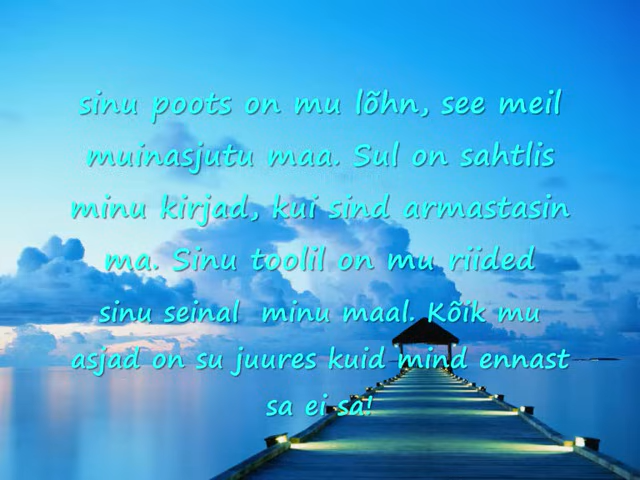 sinu poots on mu lõhn, see meil
muinasjutu maa. Sul on sahtlis
minu kirjad, kui sind armastasin
ma. Sinu toolil on mu riided
sinu seinal minu maal. Kõik mu
asjad on su juures kuid mind ennast
sa ei sa!